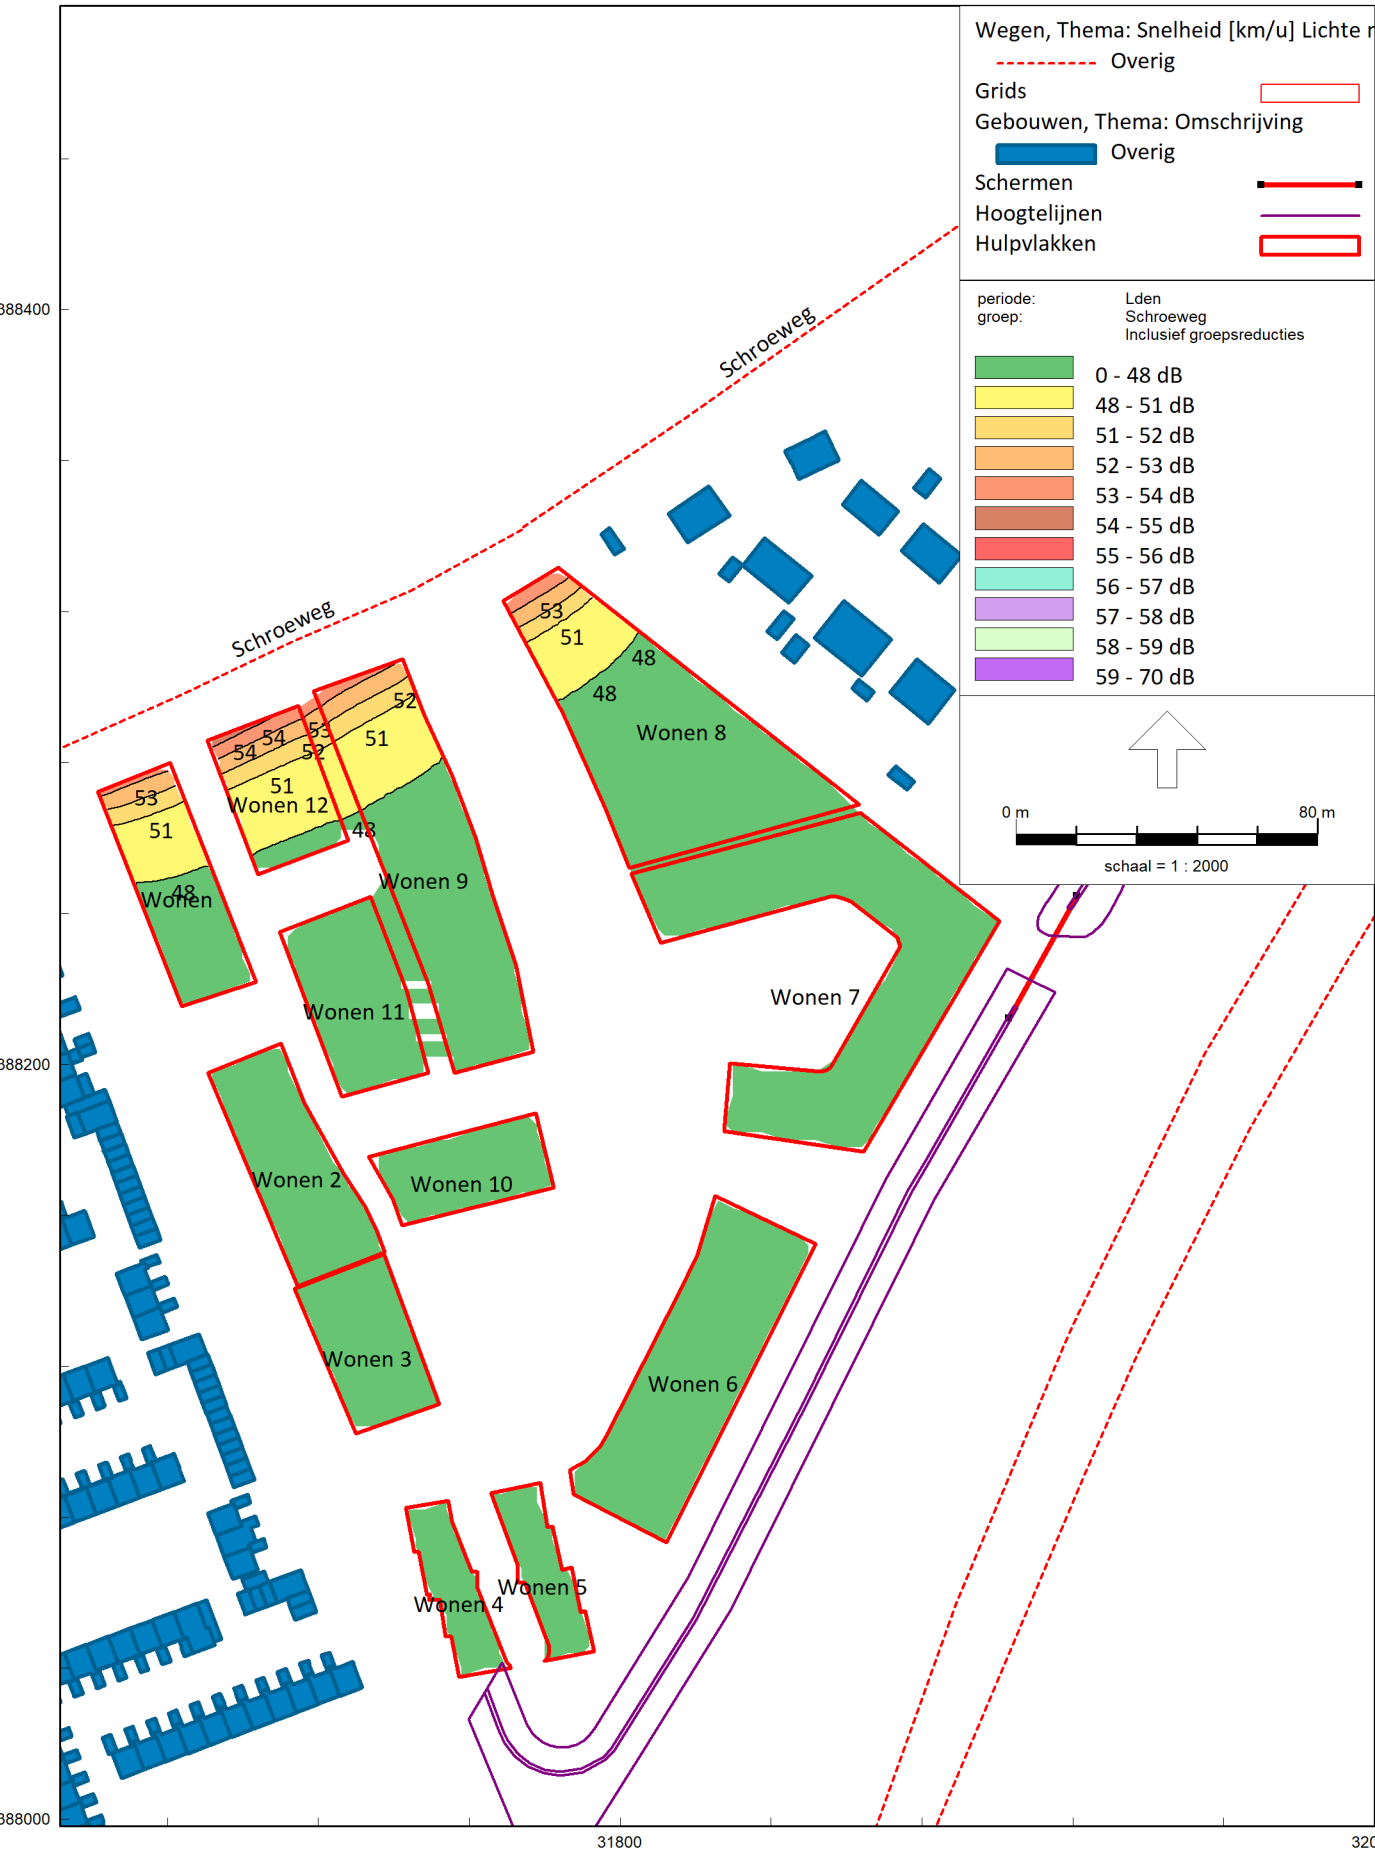 Wegen, Thema: Snelheid [km/u] Lichte
Overig
Grids
Gebouwen, Thema: Omschrijving
Overig
Schermen
Hoogtelijnen
Hulpvlakken
periode: Lden
groep: Schroeweg
Inclusief groepsreducties
0 - 48 dB
48 - 51 dB
51 - 52 dB
52 - 53 dB
53 - 54 dB
54 - 55 dB
55 - 56 dB
56 - 57 dB
57 - 58 dB
58 - 59 dB
59 - 70 dB
0 m 80 m
schaal = 1 : 2000
388400
Schroeweg
Schroeweg
53
51
48
48
Wonen 8
52
53
54
54
52
51
51
Wonen 12
53
51
48
48
Wonen
Wonen 9
Wonen 7
Wonen 11
388200
Wonen 2
Wonen 10
Wonen 3
Wonen 6
Wonen 5
Wonen 4
388000
31800
320